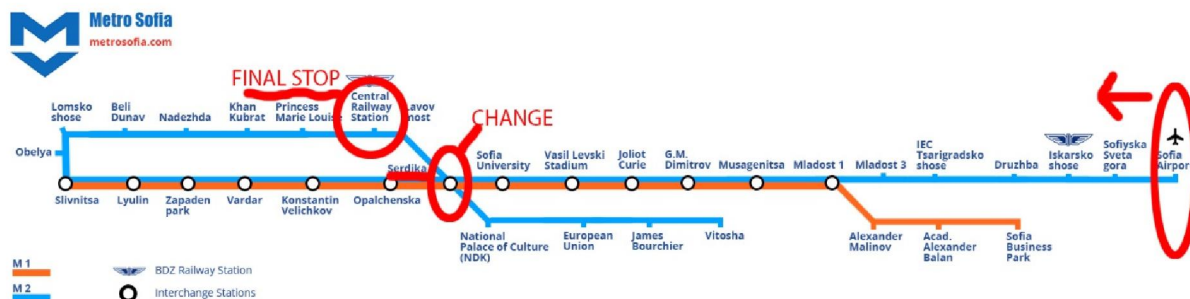 Metro Sofia
metrosofia.com
FINAL STOP
CHANGE
Lomsko
shose
Beli
Dunav
Nadezhda
Khan
Kubrat
Princess
Marie Louise
Central
Railway
Station
Lavov
most
Obelya
Serdika
Sofia
University
Vasil Levski
Stadium
Joliot
Curie
G.M.
Dimitrov
Musagenitsa
Mladost 1
Mladost 3
IEC
Tsarigradsko
shose
Druzhba
Iskarsko
shose
Sofiyska
Sveta
gora
Sofia
Airport
Slivnitsa
Lyulin
Zapaden
park
Vardar
Konstantin
Velichkov
Opalchenska
National
Palace of Culture
(NDK)
European
Union
James
Bourchier
Vitosha
Alexander
Malinov
Acad.
Alexander
Balan
Sofia
Business
Park
M 1
M 2
BDZ Railway Station
Interchange Stations